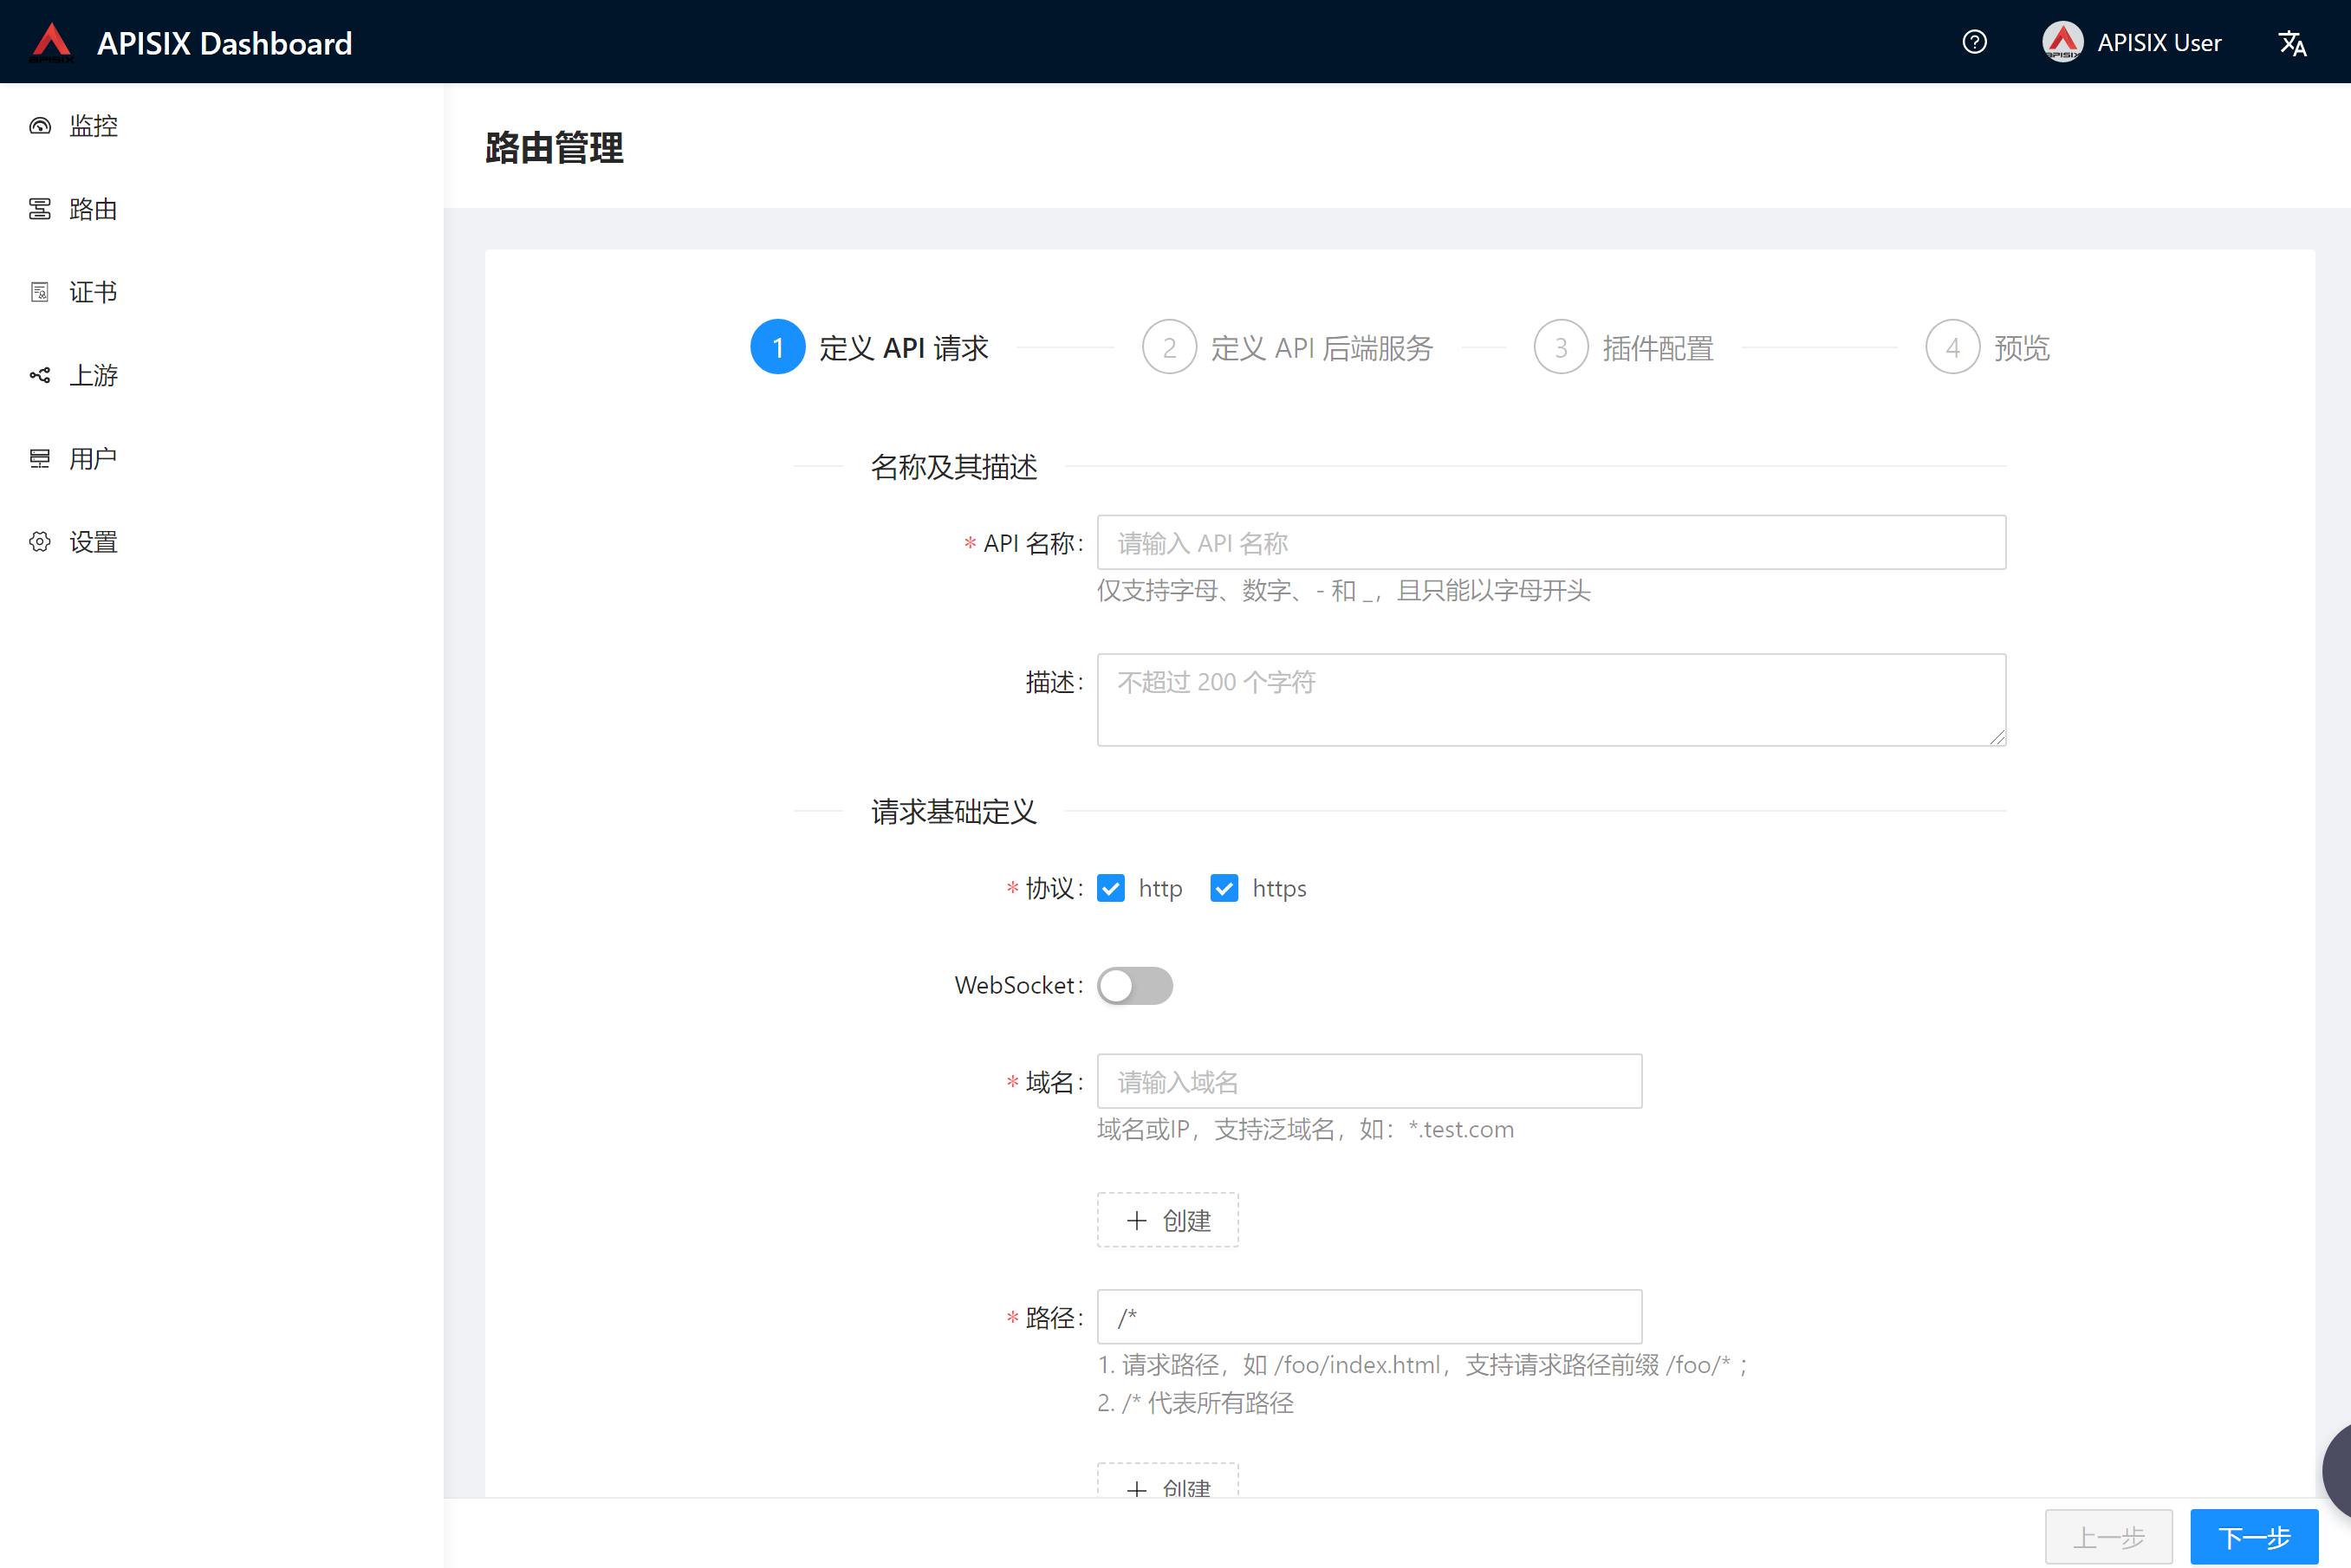 APISIX Dashboard
APISIX User
监控
路由
证书
上游
用户
设置
路由管理
1 定义 API 请求
2 定义 API 后端服务
3 插件配置
4 预览
名称及其描述
* API 名称: 请输入 API 名称
仅支持字母、数字、- 和 _，且只能以字母开头
描述: 不超过 200 个字符
请求基础定义
* 协议: http https
WebSocket:
* 域名: 请输入域名
域名或IP，支持泛域名，如：*.test.com
+ 创建
* 路径: /*
1. 请求路径，如 /foo/index.html，支持请求路径前缀 /foo/* ；
2. /* 代表所有路径
+ 创建
上一步 下一步